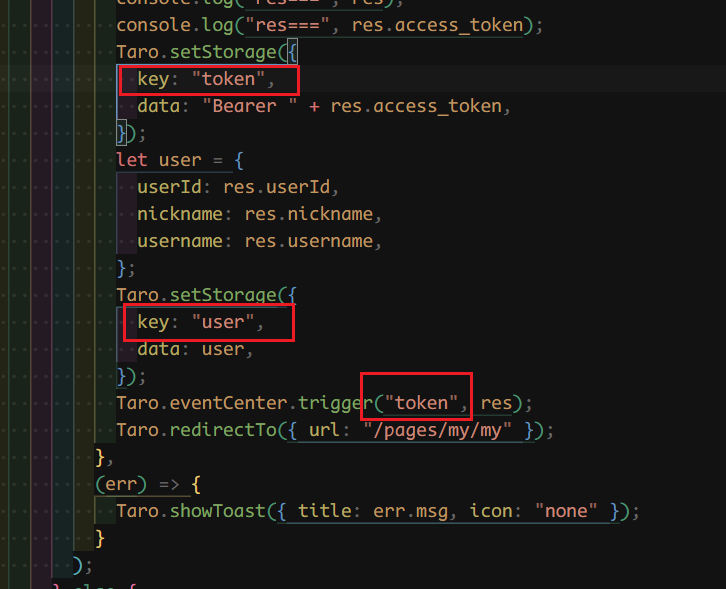 console.log("res===", res);
console.log("res===", res.access_token);
Taro.setStorage({
key: "token",
data: "Bearer " + res.access_token,
});
let user = {
userId: res.userId,
nickname: res.nickname,
username: res.username,
};
Taro.setStorage({
key: "user",
data: user,
});
Taro.eventCenter.trigger("token", res);
Taro.redirectTo({ url: "/pages/my/my" });
},
(err) => {
Taro.showToast({ title: err.msg, icon: "none" });
}
);
} else {